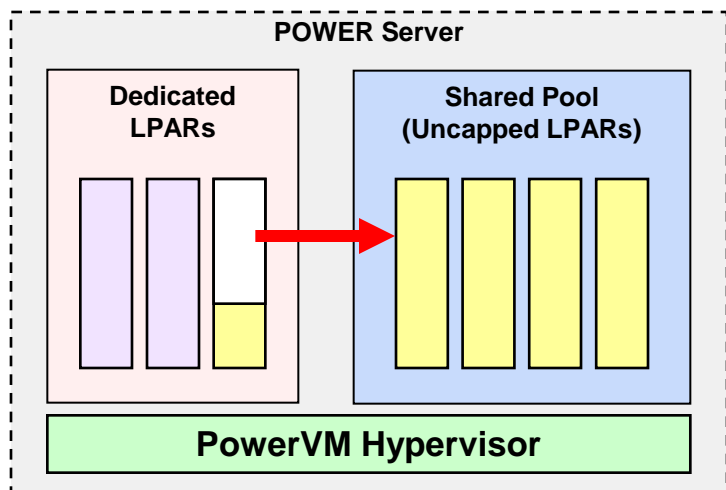 POWER Server
Dedicated
LPARs
Shared Pool
(Uncapped LPARs)
PowerVM Hypervisor